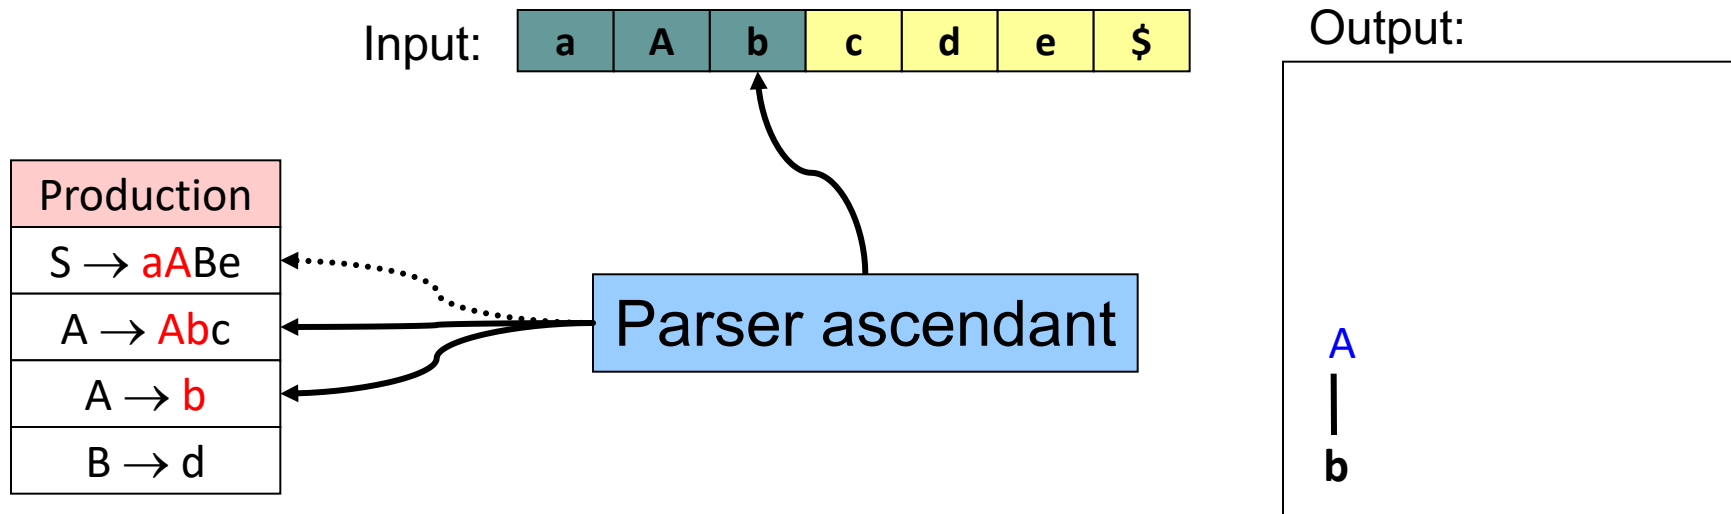 Input: a A b c d e $
Output:
Production
S → aABe
A → Abc
A → b
B → d
Parser ascendant
A
b